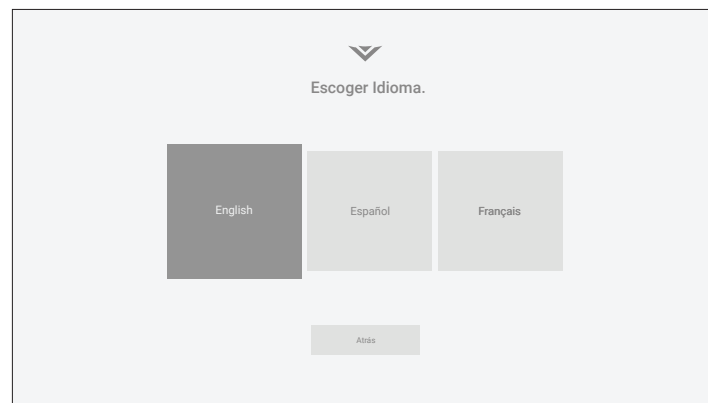 Escoger Idioma.
English
Español
Français
Atrás